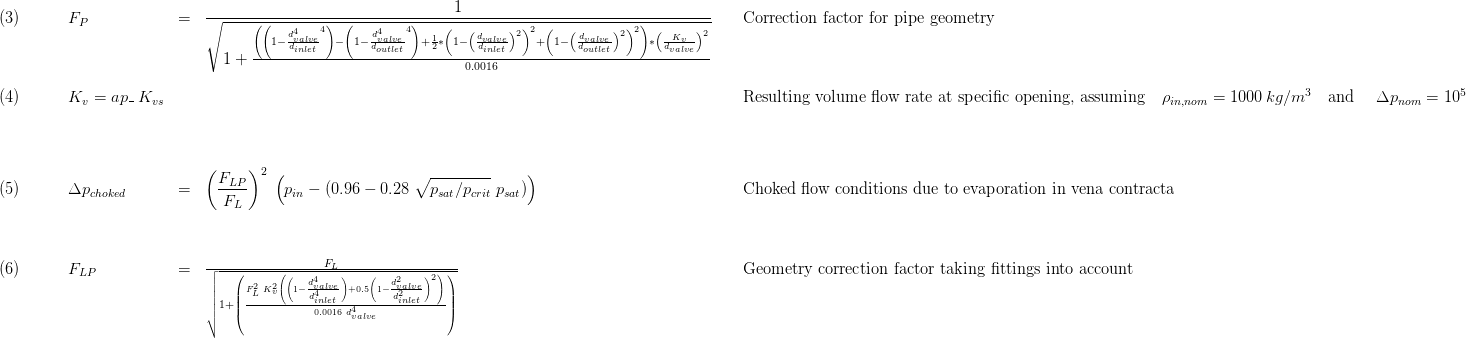 (3) $F_P = \frac{1}{\sqrt{1 + \frac{\left(\left(1 - \frac{d_{valve}^4}{d_{inlet}}^4\right) - \left(1 - \frac{d_{valve}^4}{d_{outlet}}^4\right) + \frac{1}{2} * \left(1 - \left(\frac{d_{valve}}{d_{inlet}}\right)^2\right)^2 + \left(1 - \left(\frac{d_{valve}}{d_{outlet}}\right)^2\right)^2\right) * \left(\frac{K_v}{d_{valve}}\right)^2}{0.0016}}}$ Correction factor for pipe geometry
(4) $K_v = ap\_ K_{vs}$ Resulting volume flow rate at specific opening, assuming $\rho_{in,nom} = 1000 \, kg/m^3$ and $\Delta p_{nom} = 10^5$
(5) $\Delta p_{choked} = \left(\frac{F_{LP}}{F_L}\right)^2 \left(p_{in} - (0.96 - 0.28 \sqrt{p_{sat}/p_{crit}} \, p_{sat})\right)$ Choked flow conditions due to evaporation in vena contracta
(6) $F_{LP} = \frac{F_L}{\sqrt{1 + \left(\frac{F_L^2 \, K_v^2 \left(\left(1 - \frac{d_{valve}^4}{d_{inlet}^4}\right) + 0.5 \left(1 - \frac{d_{valve}^2}{d_{inlet}^2}\right)^2\right)}{0.0016 \, d_{valve}^4}\right)}}$ Geometry correction factor taking fittings into account